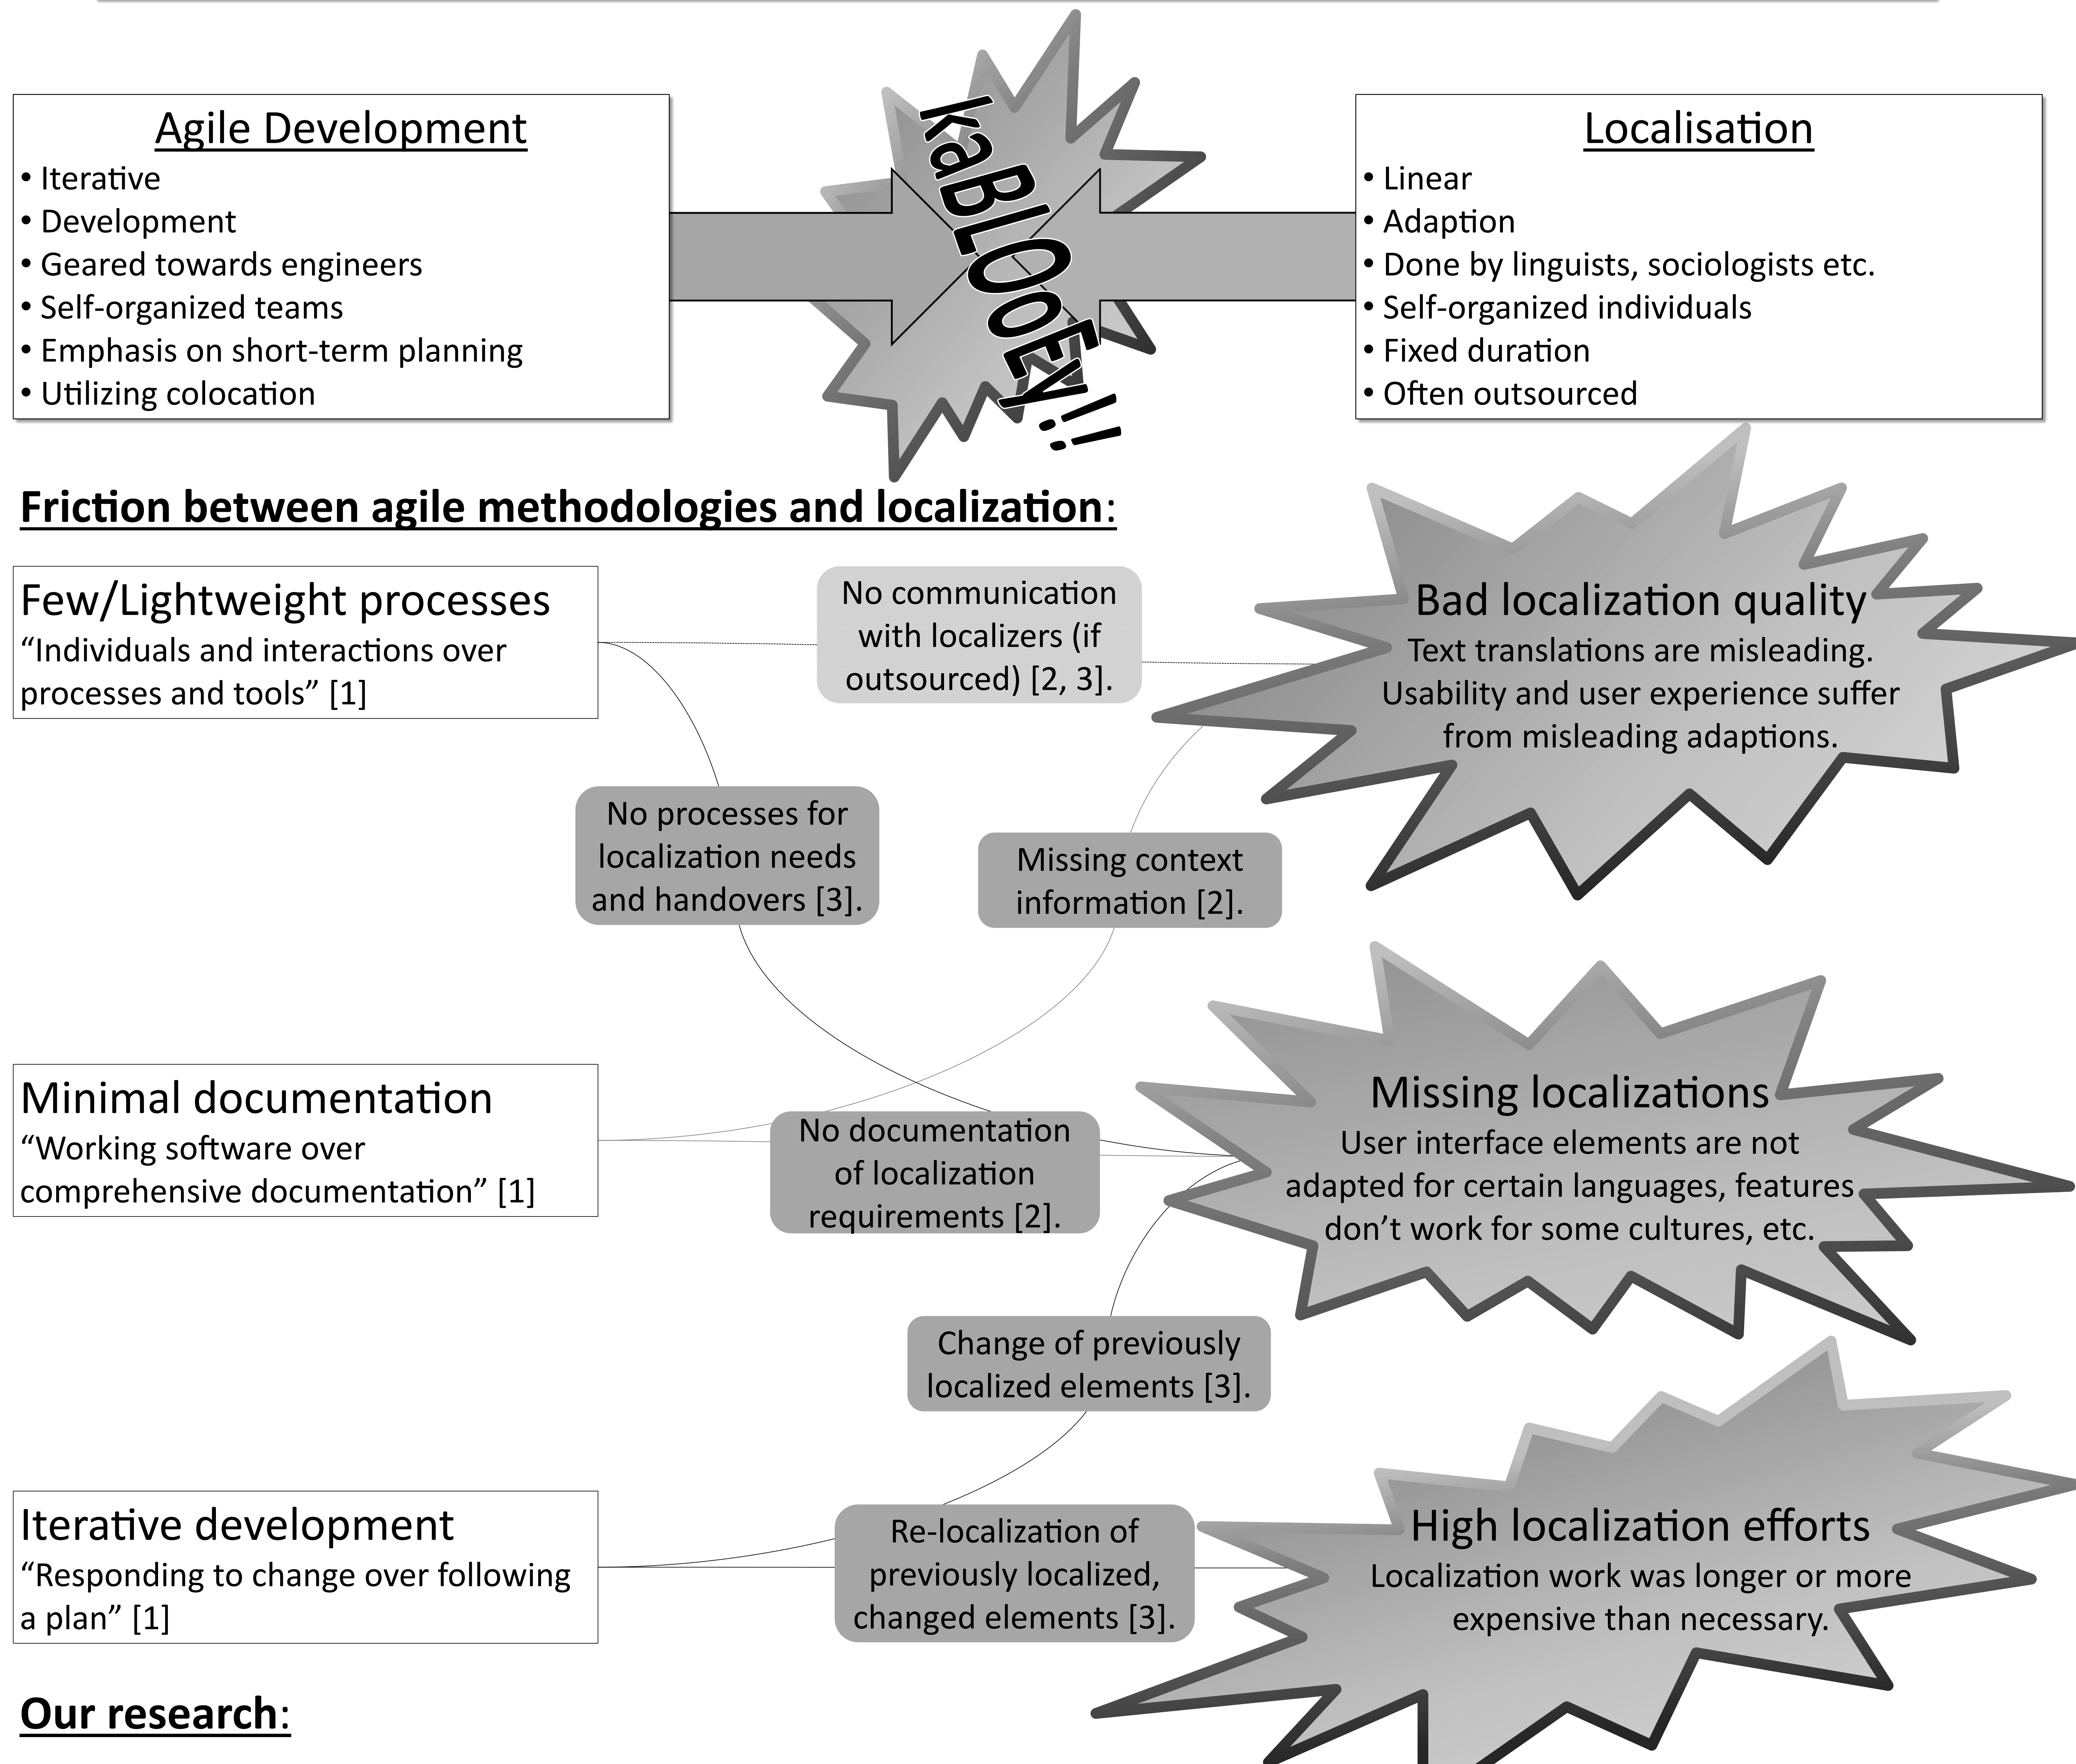 Agile Development
• Iterative
• Development
• Geared towards engineers
• Self-organized teams
• Emphasis on short-term planning
• Utilizing colocation
kaBLOoEy!!
Localisation
• Linear
• Adaption
• Done by linguists, sociologists etc.
• Self-organized individuals
• Fixed duration
• Often outsourced
Friction between agile methodologies and localization:
Few/Lightweight processes
“Individuals and interactions over
processes and tools” [1]
No communication
with localizers (if
outsourced) [2, 3].
Bad localization quality
Text translations are misleading.
Usability and user experience suffer
from misleading adaptions.
No processes for
localization needs
and handovers [3].
Missing context
information [2].
Minimal documentation
“Working software over
comprehensive documentation” [1]
No documentation
of localization
requirements [2].
Missing localizations
User interface elements are not
adapted for certain languages, features
don’t work for some cultures, etc.
Change of previously
localized elements [3].
Iterative development
“Responding to change over following
a plan” [1]
Re-localization of
previously localized,
changed elements [3].
High localization efforts
Localization work was longer or more
expensive than necessary.
Our research: